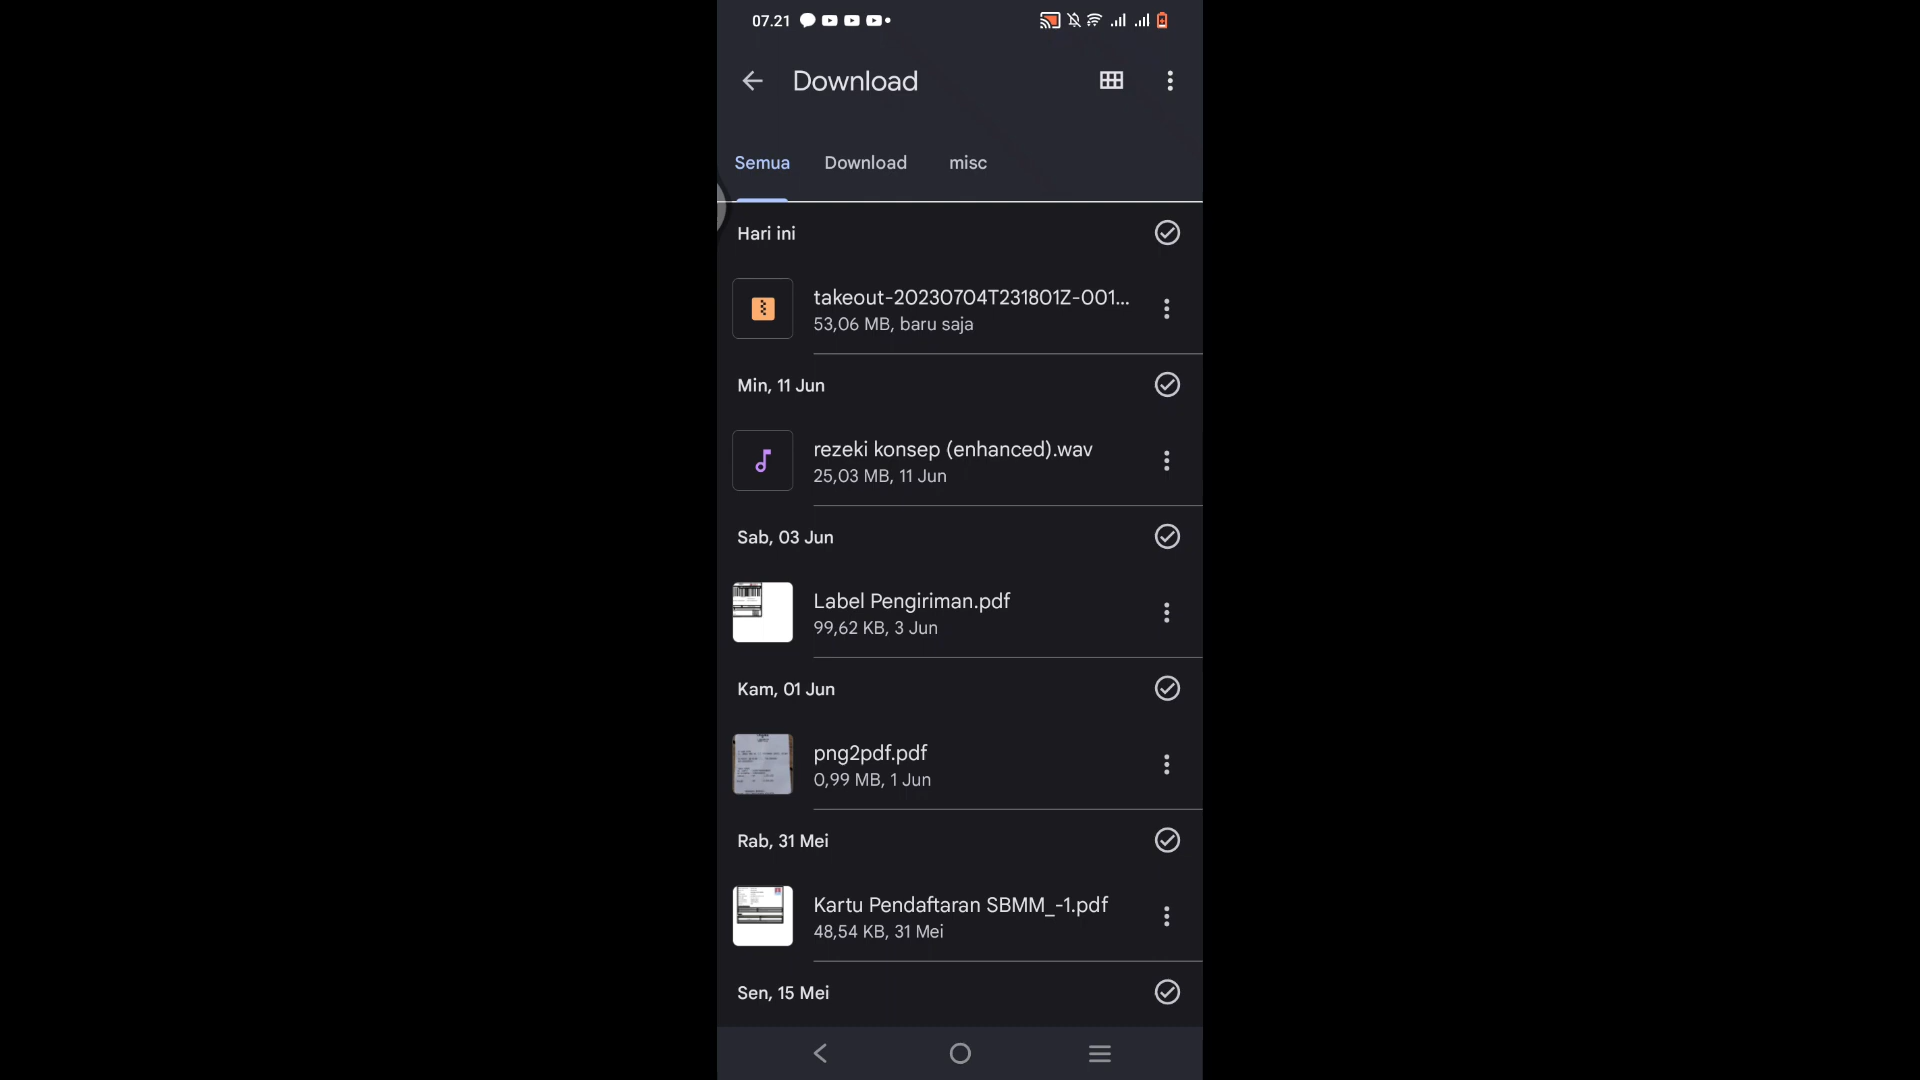 07.21
Download
Semua Download misc
Hari ini
takeout-20230704T231801Z-001...
53,06 MB, baru saja
Min, 11 Jun
rezeki konsep (enhanced).wav
25,03 MB, 11 Jun
Sab, 03 Jun
Label Pengiriman.pdf
99,62 KB, 3 Jun
Kam, 01 Jun
png2pdf.pdf
0,99 MB, 1 Jun
Rab, 31 Mei
Kartu Pendaftaran SBMM_-1.pdf
48,54 KB, 31 Mei
Sen, 15 Mei